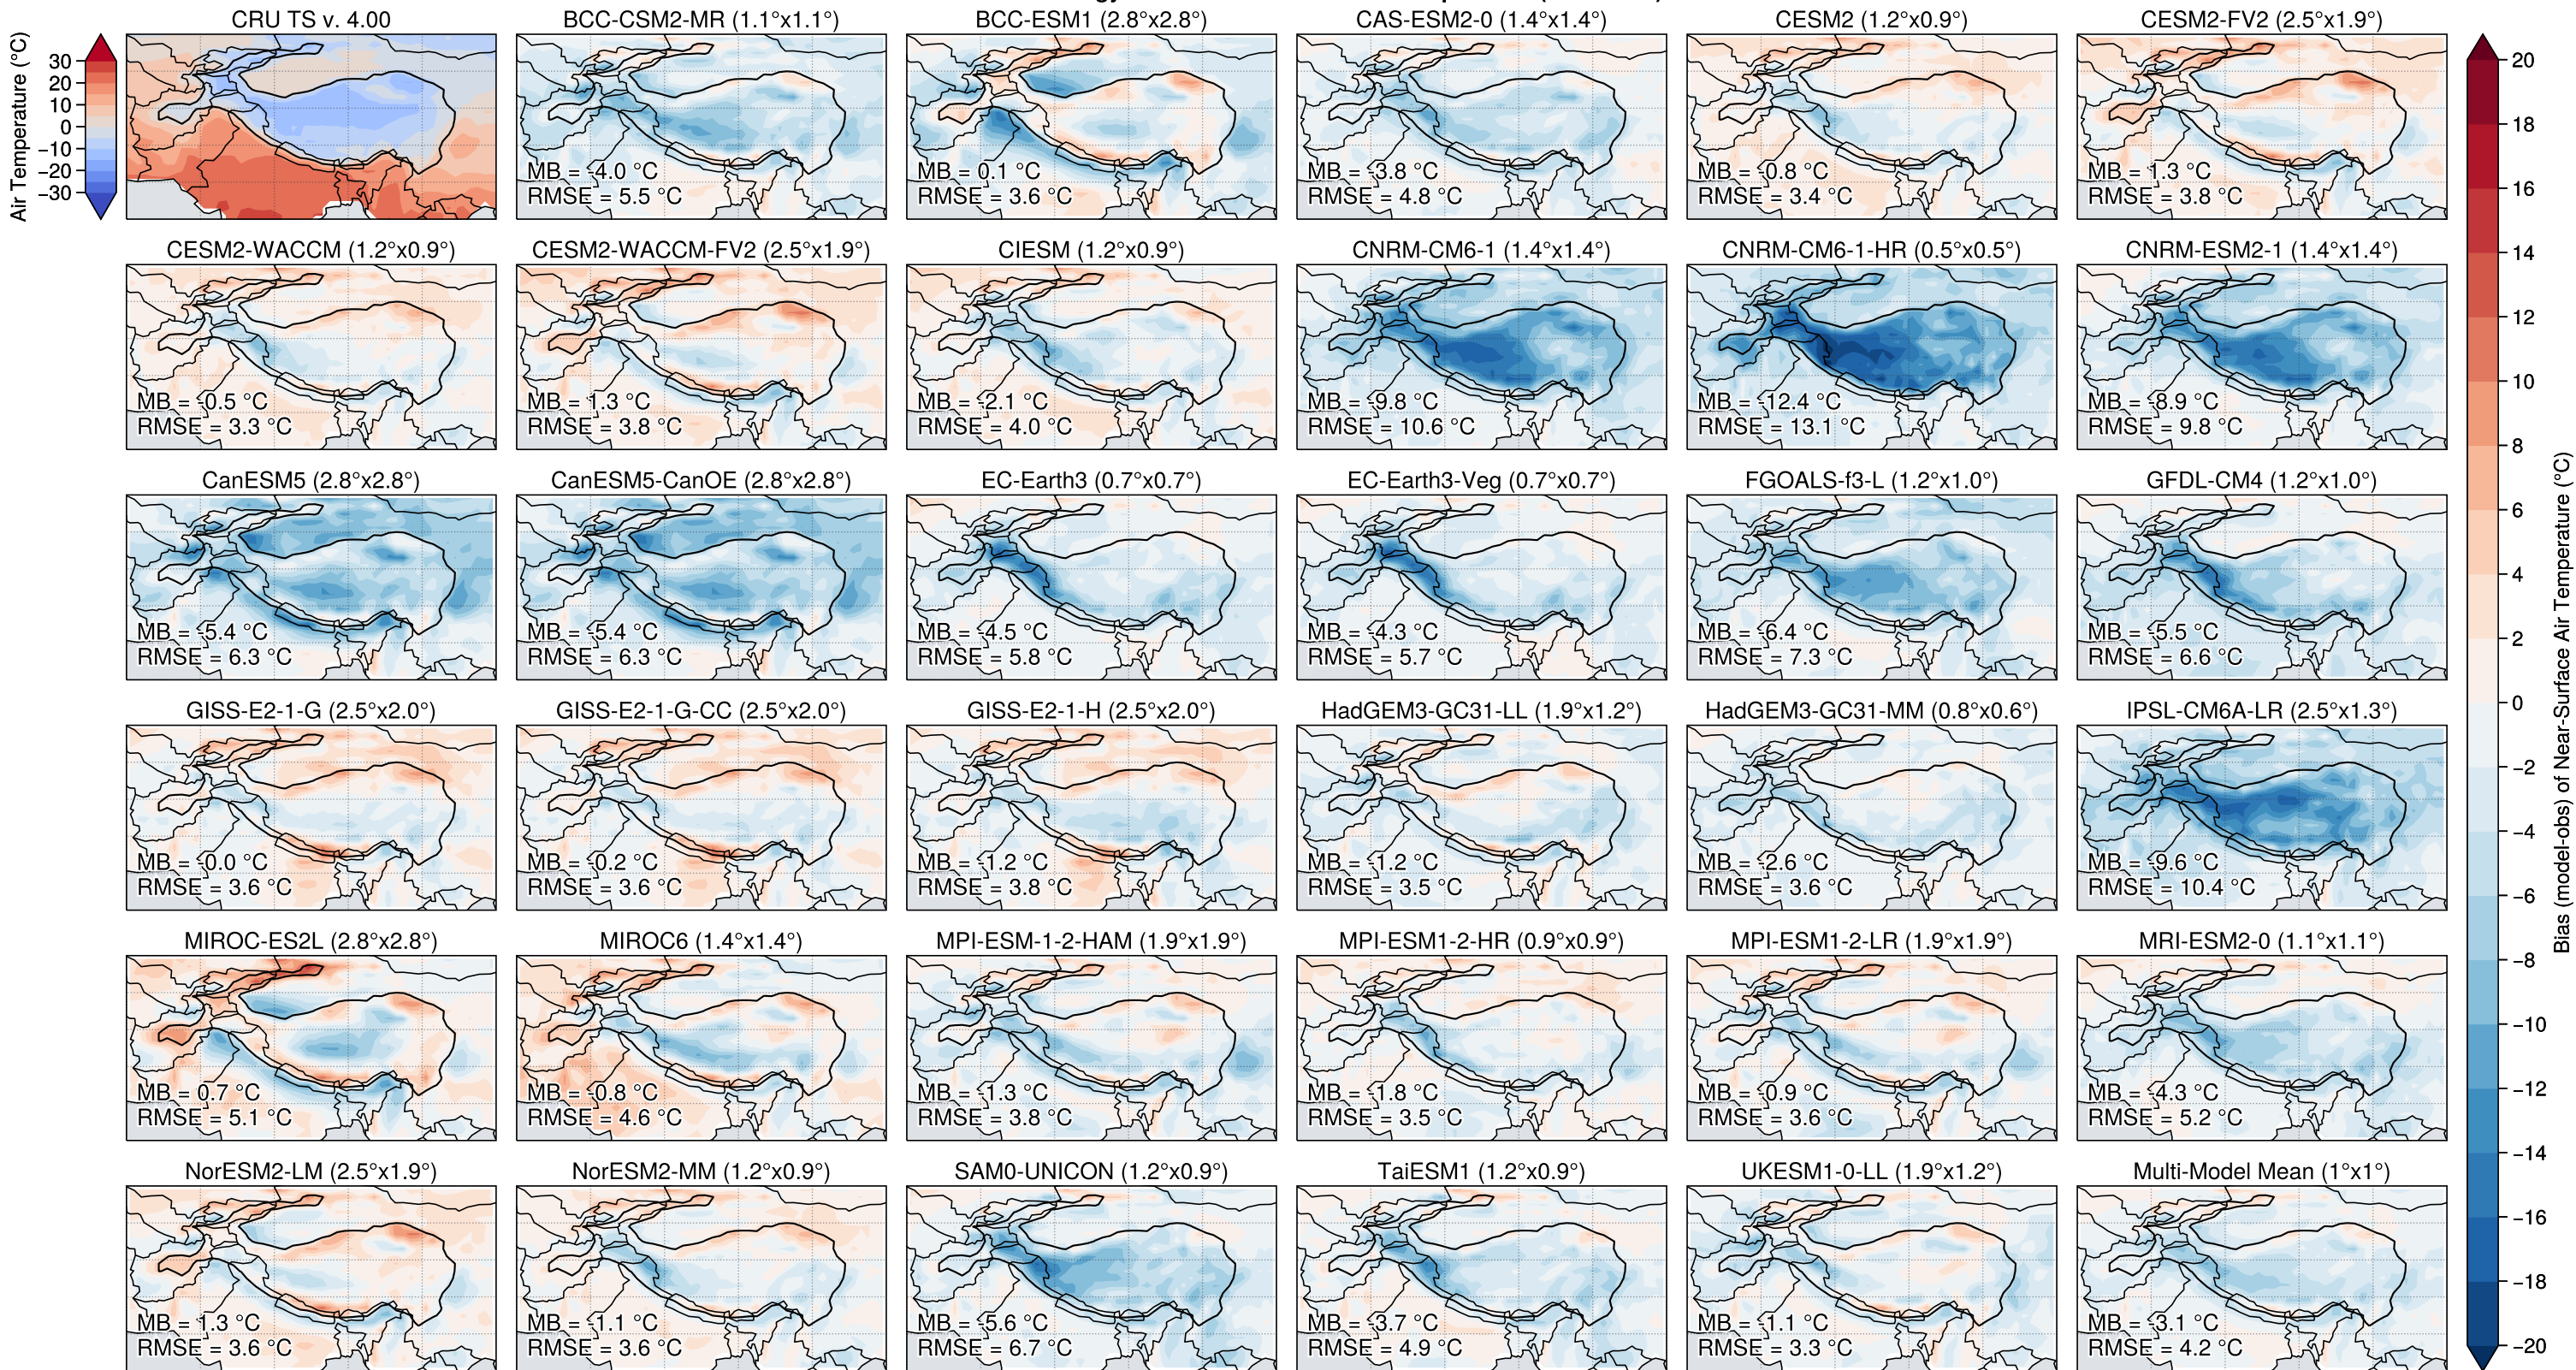 CRU TS v. 4.00
BCC-CSM2-MR (1.1°x1.1°)
BCC-ESM1 (2.8°x2.8°)
CAS-ESM2-0 (1.4°x1.4°)
CESM2 (1.2°x0.9°)
CESM2-FV2 (2.5°x1.9°)
Air Temperature (°C)
30
20
10
0
−10
−20
−30
MB = -4.0 °C
RMSE = 5.5 °C
MB = 0.1 °C
RMSE = 3.6 °C
MB = -3.8 °C
RMSE = 4.8 °C
MB = -0.8 °C
RMSE = 3.4 °C
MB = 1.3 °C
RMSE = 3.8 °C
CESM2-WACCM (1.2°x0.9°)
CESM2-WACCM-FV2 (2.5°x1.9°)
CIESM (1.2°x0.9°)
CNRM-CM6-1 (1.4°x1.4°)
CNRM-CM6-1-HR (0.5°x0.5°)
CNRM-ESM2-1 (1.4°x1.4°)
MB = -0.5 °C
RMSE = 3.3 °C
MB = 1.3 °C
RMSE = 3.8 °C
MB = -2.1 °C
RMSE = 4.0 °C
MB = -9.8 °C
RMSE = 10.6 °C
MB = -12.4 °C
RMSE = 13.1 °C
MB = -8.9 °C
RMSE = 9.8 °C
CanESM5 (2.8°x2.8°)
CanESM5-CanOE (2.8°x2.8°)
EC-Earth3 (0.7°x0.7°)
EC-Earth3-Veg (0.7°x0.7°)
FGOALS-f3-L (1.2°x1.0°)
GFDL-CM4 (1.2°x1.0°)
MB = -5.4 °C
RMSE = 6.3 °C
MB = -5.4 °C
RMSE = 6.3 °C
MB = -4.5 °C
RMSE = 5.8 °C
MB = -4.3 °C
RMSE = 5.7 °C
MB = -6.4 °C
RMSE = 7.3 °C
MB = -5.5 °C
RMSE = 6.6 °C
GISS-E2-1-G (2.5°x2.0°)
GISS-E2-1-G-CC (2.5°x2.0°)
GISS-E2-1-H (2.5°x2.0°)
HadGEM3-GC31-LL (1.9°x1.2°)
HadGEM3-GC31-MM (0.8°x0.6°)
IPSL-CM6A-LR (2.5°x1.3°)
MB = -0.0 °C
RMSE = 3.6 °C
MB = -0.2 °C
RMSE = 3.6 °C
MB = -1.2 °C
RMSE = 3.8 °C
MB = -1.2 °C
RMSE = 3.5 °C
MB = -2.6 °C
RMSE = 3.6 °C
MB = -9.6 °C
RMSE = 10.4 °C
MIROC-ES2L (2.8°x2.8°)
MIROC6 (1.4°x1.4°)
MPI-ESM-1-2-HAM (1.9°x1.9°)
MPI-ESM1-2-HR (0.9°x0.9°)
MPI-ESM1-2-LR (1.9°x1.9°)
MRI-ESM2-0 (1.1°x1.1°)
MB = 0.7 °C
RMSE = 5.1 °C
MB = -0.8 °C
RMSE = 4.6 °C
MB = -1.3 °C
RMSE = 3.8 °C
MB = -1.8 °C
RMSE = 3.5 °C
MB = -0.9 °C
RMSE = 3.6 °C
MB = -4.3 °C
RMSE = 5.2 °C
NorESM2-LM (2.5°x1.9°)
NorESM2-MM (1.2°x0.9°)
SAM0-UNICON (1.2°x0.9°)
TaiESM1 (1.2°x0.9°)
UKESM1-0-LL (1.9°x1.2°)
Multi-Model Mean (1°x1°)
MB = 1.3 °C
RMSE = 3.6 °C
MB = -1.1 °C
RMSE = 3.6 °C
MB = -5.6 °C
RMSE = 6.7 °C
MB = -3.7 °C
RMSE = 4.9 °C
MB = -1.1 °C
RMSE = 3.3 °C
MB = -3.1 °C
RMSE = 4.2 °C
20
18
16
14
12
10
8
6
4
2
0
−2
−4
−6
−8
−10
−12
−14
−16
−18
−20
Bias (model-obs) of Near-Surface Air Temperature (°C)